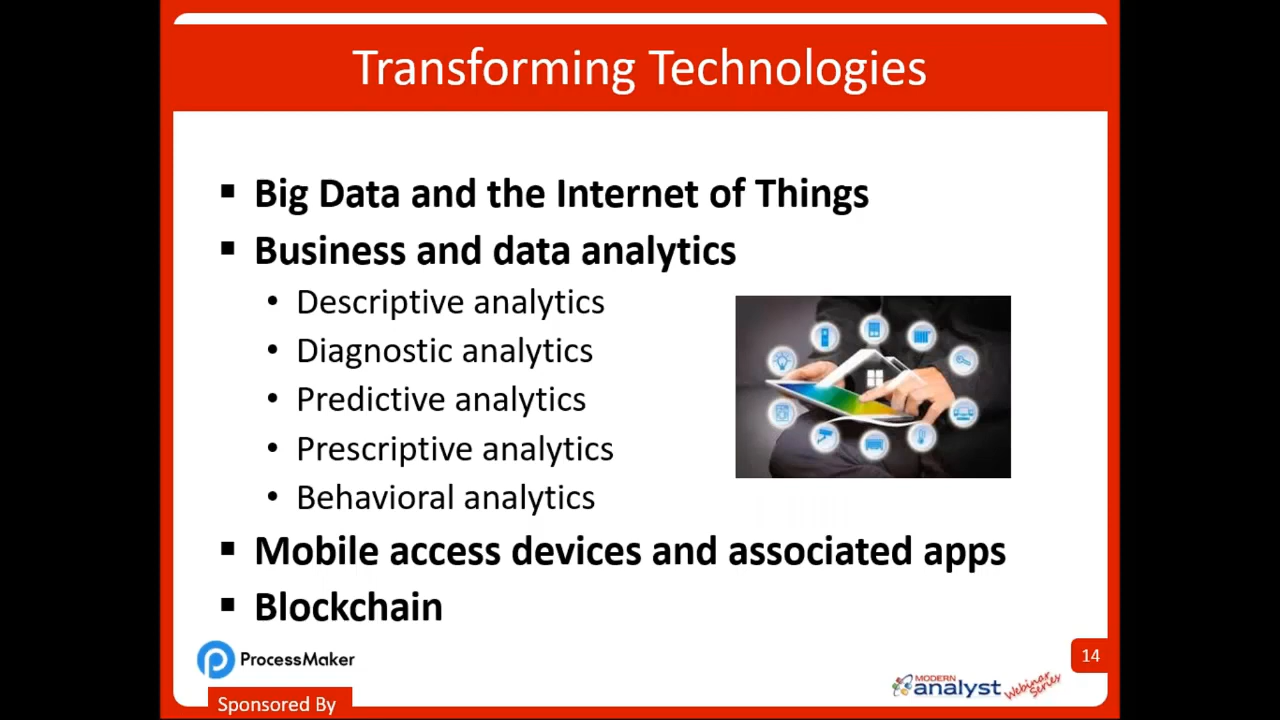 Transforming Technologies
Big Data and the Internet of Things
Business and data analytics
Descriptive analytics
Diagnostic analytics
Predictive analytics
Prescriptive analytics
Behavioral analytics
Mobile access devices and associated apps
Blockchain
ProcessMaker
14
MODERN
analyst Webinar Series
Sponsored By